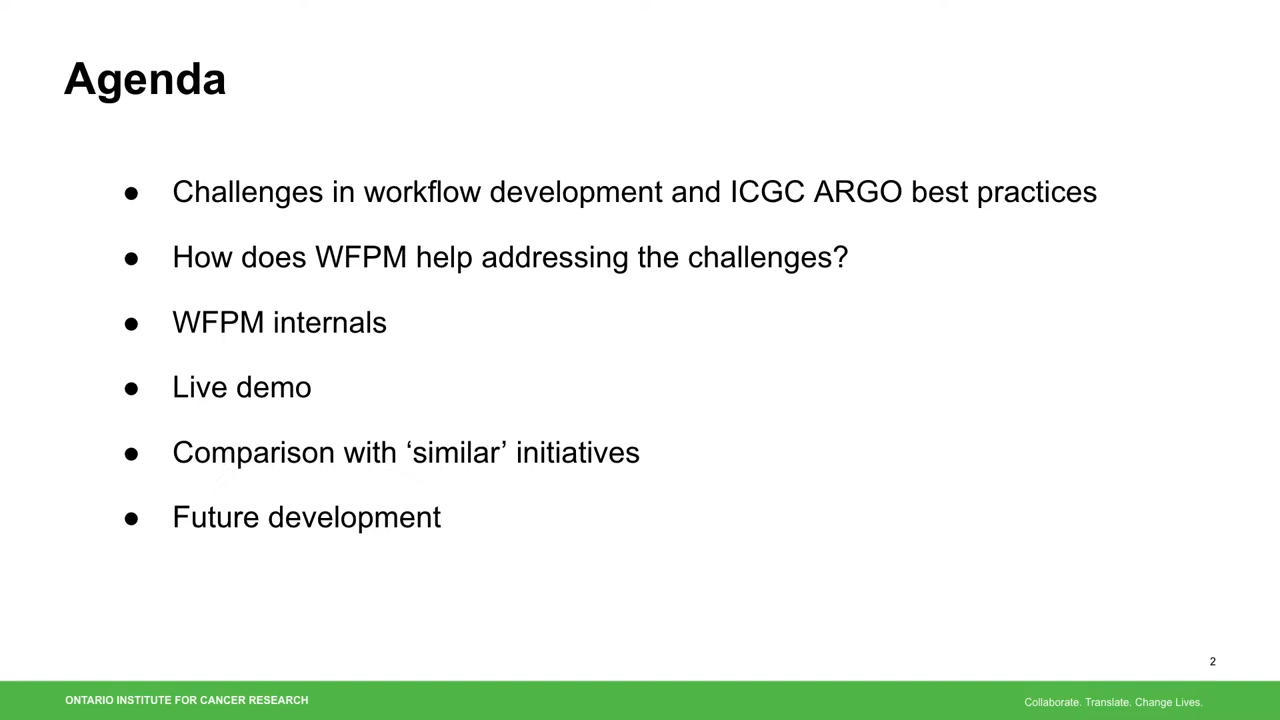 Agenda
● Challenges in workflow development and ICGC ARGO best practices
● How does WFPM help addressing the challenges?
● WFPM internals
● Live demo
● Comparison with ‘similar’ initiatives
● Future development
2
ONTARIO INSTITUTE FOR CANCER RESEARCH
Collaborate. Translate. Change Lives.